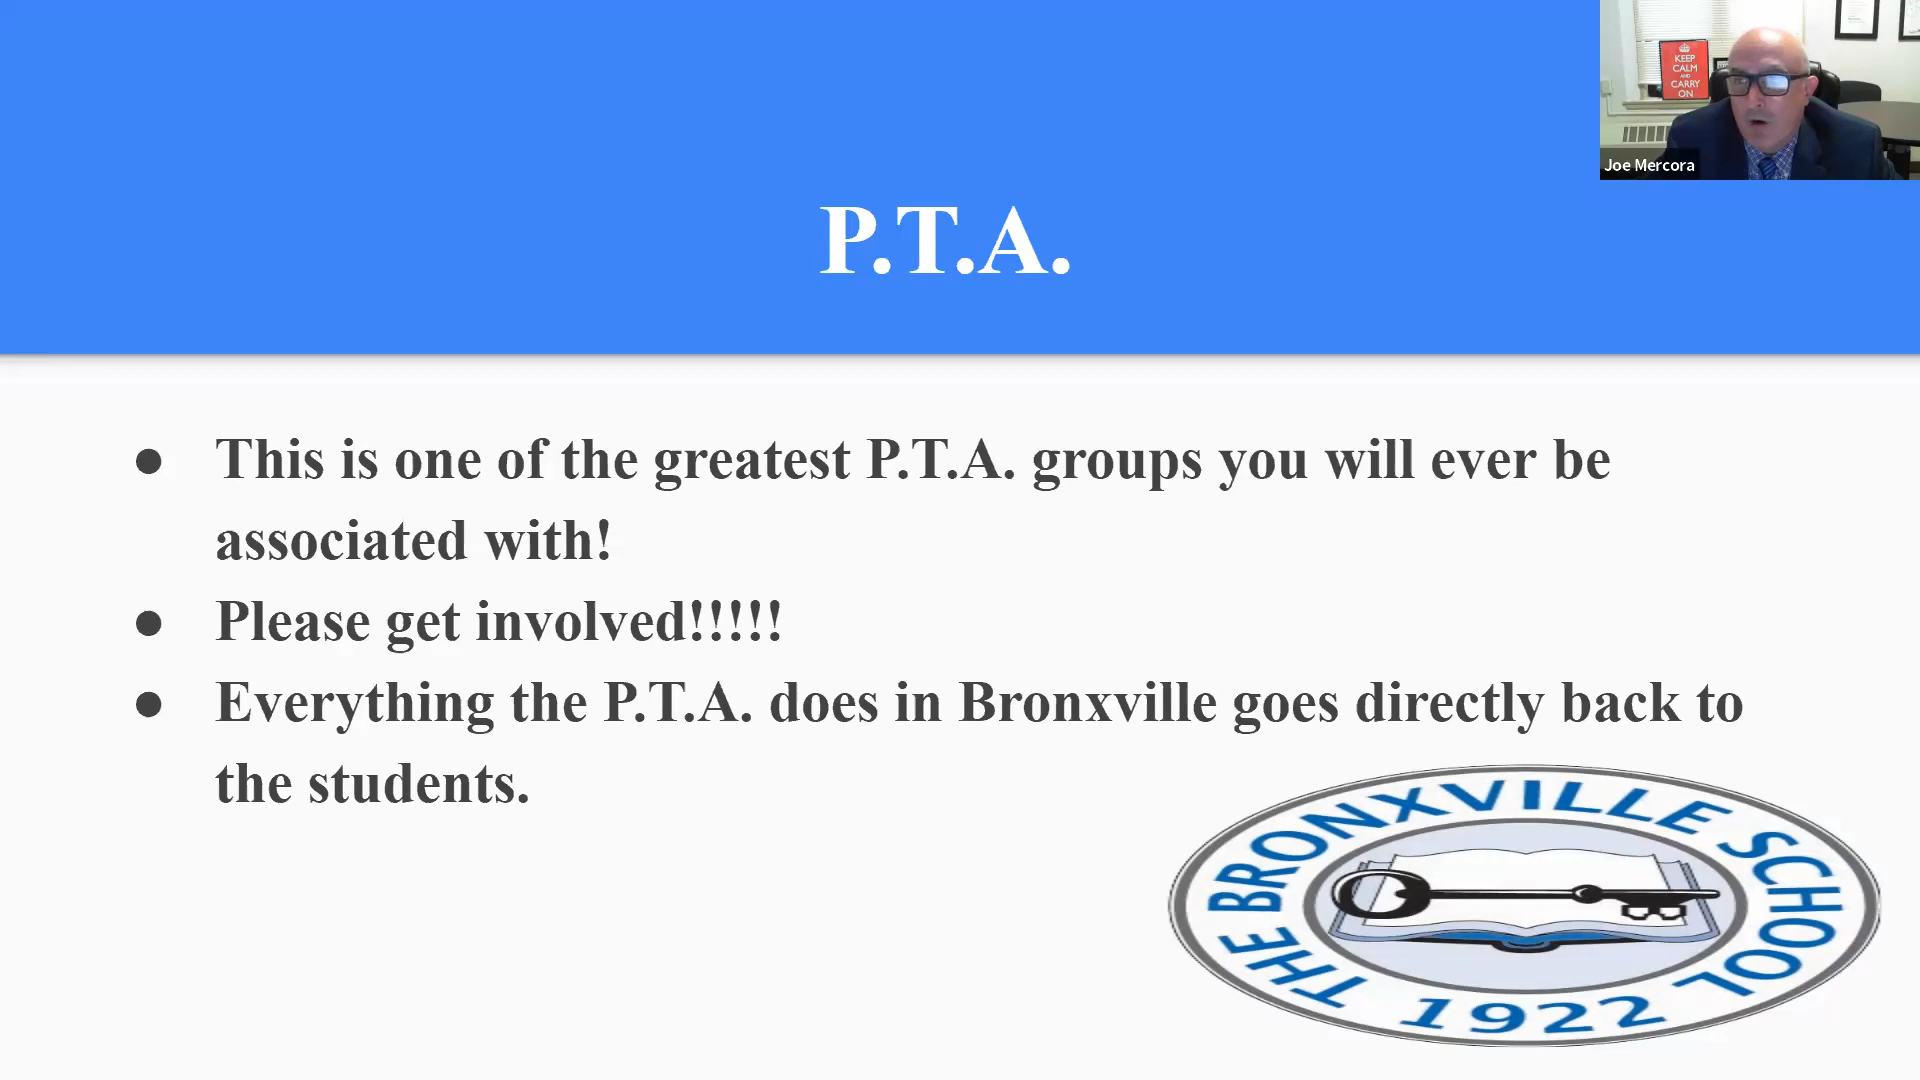 KEEP
CALM
AND
CARRY
ON
Joe Mercora
P.T.A.
● This is one of the greatest P.T.A. groups you will ever be
associated with!
● Please get involved!!!!!
● Everything the P.T.A. does in Bronxville goes directly back to
the students.
THE BRONXVILLE SCHOOL
1922